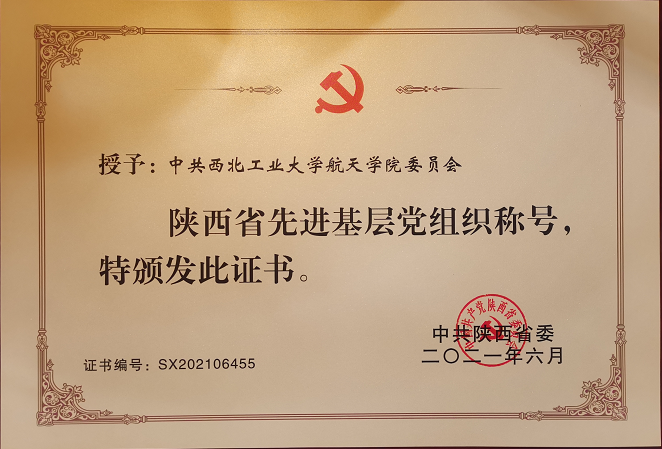 授予：中共西北工业大学航天学院委员会
陕西省先进基层党组织称号，
特颁发此证书。
中共陕西省委
二〇二一年六月
证书编号：SX202106455